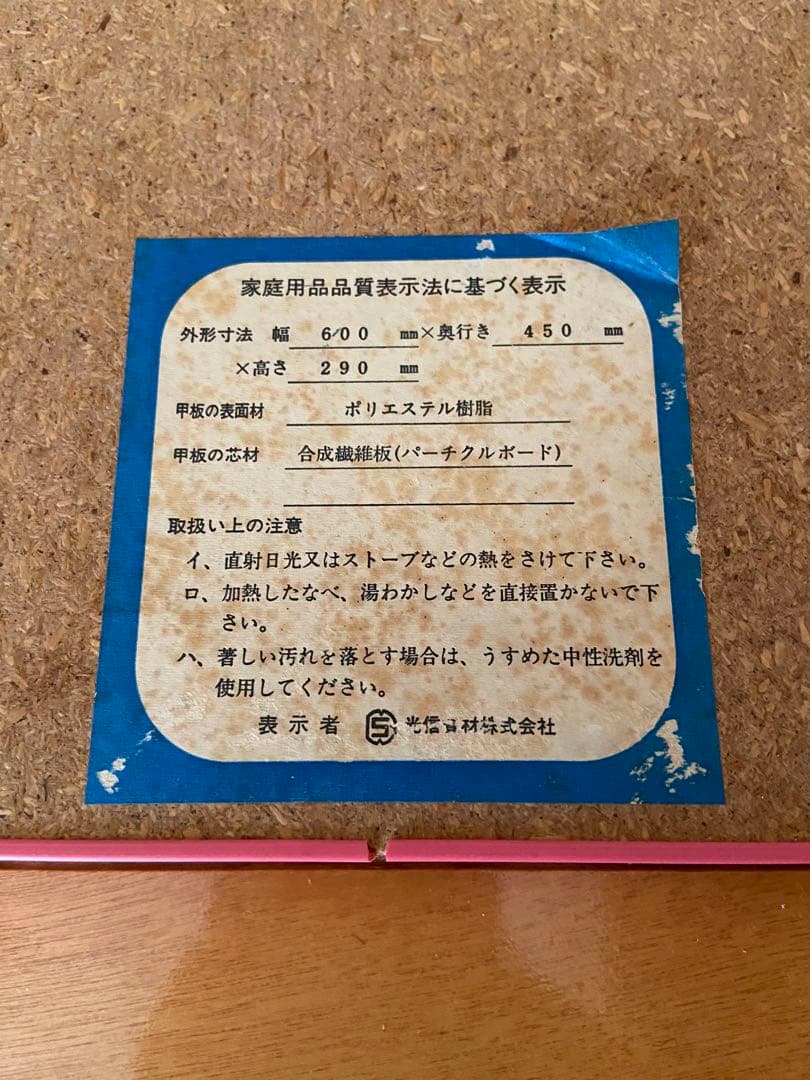 家庭用品品質表示法に基づく表示
外形寸法 幅 600 mm×奥行き 450 mm
×高さ 290 mm
甲板の表面材 ポリエステル樹脂
甲板の芯材 合成繊維板(パーチクルボード)
取扱い上の注意
イ、直射日光又はストーブなどの熱をさけて下さい。
ロ、加熱したなべ、湯わかしなどを直接置かないで下
さい。
ハ、著しい汚れを落とす場合は、うすめた中性洗剤を
使用してください。
表示者 光信 材株式会社